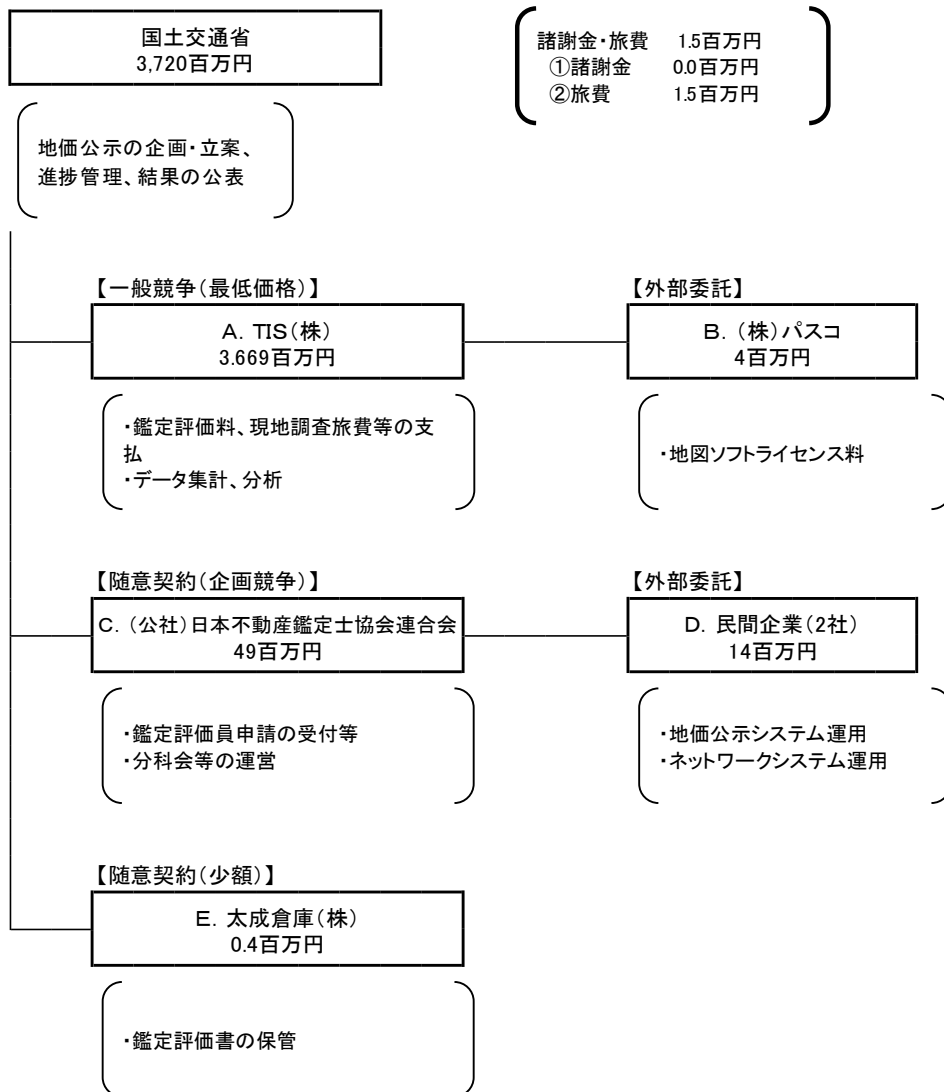 国土交通省
3,720百万円
諸謝金・旅費 1.5百万円
①諸謝金 0.0百万円
②旅費 1.5百万円
地価公示の企画・立案、
進捗管理、結果の公表
【一般競争（最低価格）】
A．TIS（株）
3.669百万円
【外部委託】
B．（株）パスコ
4百万円
・鑑定評価料、現地調査旅費等の支
払
・データ集計、分析
・地図ソフトライセンス料
【随意契約（企画競争）】
C．（公社）日本不動産鑑定士協会連合会
49百万円
【外部委託】
D．民間企業（2社）
14百万円
・鑑定評価員申請の受付等
・分科会等の運営
・地価公示システム運用
・ネットワークシステム運用
【随意契約（少額）】
E．太成倉庫（株）
0.4百万円
・鑑定評価書の保管